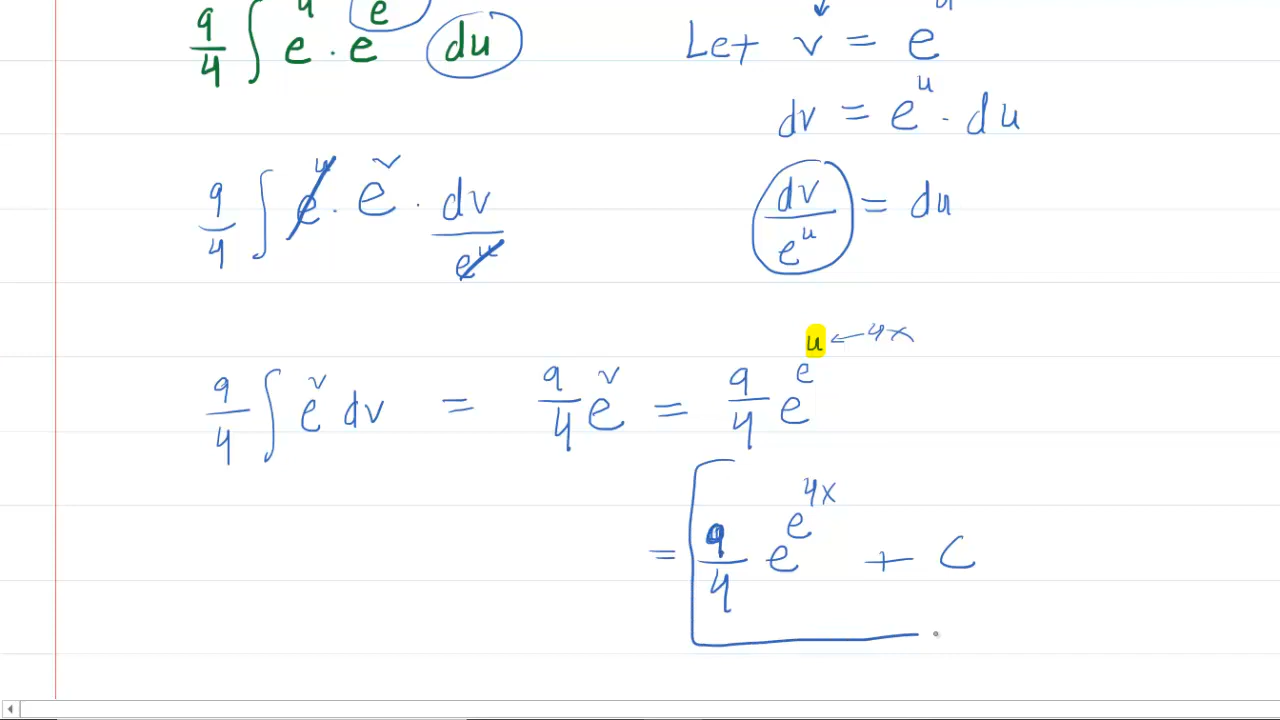 9/4 ∫ e^u · e^(e^u) du
Let v = e^u
dv = e^u · du
9/4 ∫ e^u · e^v · dv/e^u
dv/e^u = du
u ← 4x
9/4 ∫ e^v dv = 9/4 e^v = 9/4 e^(e^u)
= 9/4 e^(e^(4x)) + C